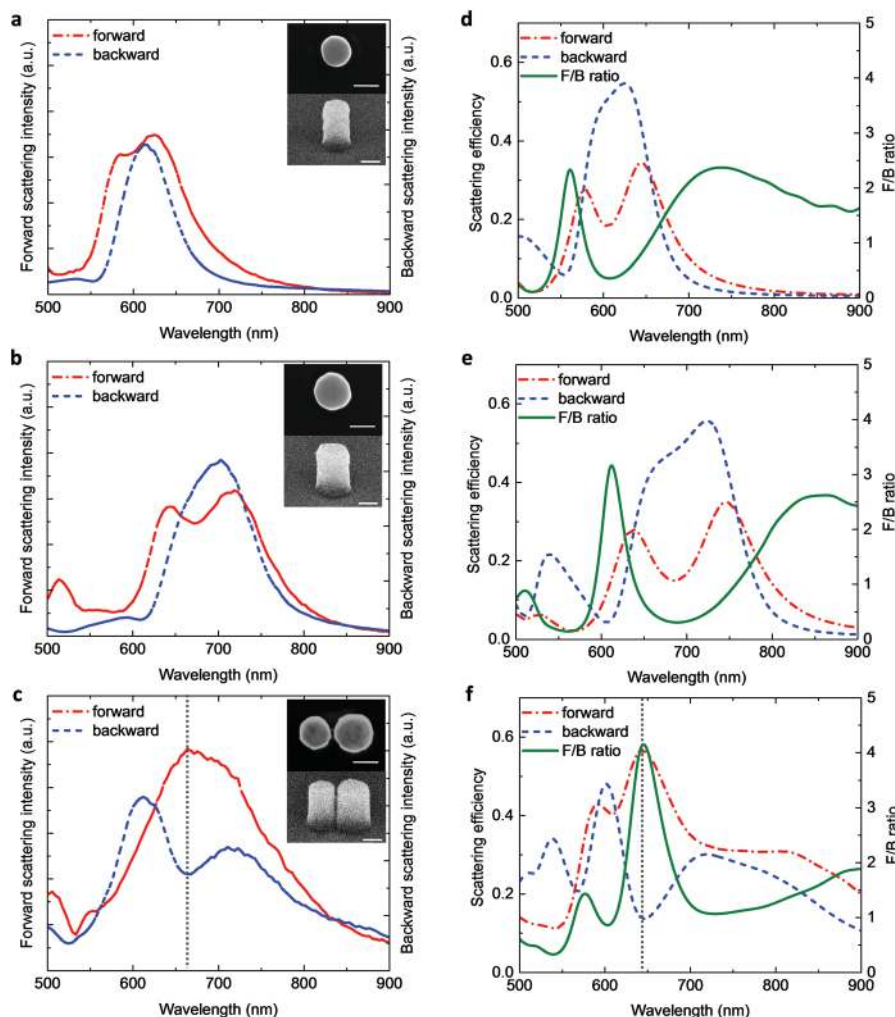 a
forward
backward
Forward scattering intensity (a.u.)
Backward scattering intensity (a.u.)
500 600 700 800 900
Wavelength (nm)
d
forward
backward
F/B ratio
Scattering efficiency
F/B ratio
0.6
0.4
0.2
0.0
5
4
3
2
1
0
500 600 700 800 900
Wavelength (nm)
b
forward
backward
Forward scattering intensity (a.u.)
Backward scattering intensity (a.u.)
500 600 700 800 900
Wavelength (nm)
e
forward
backward
F/B ratio
Scattering efficiency
F/B ratio
0.6
0.4
0.2
0.0
5
4
3
2
1
0
500 600 700 800 900
Wavelength (nm)
c
forward
backward
Forward scattering intensity (a.u.)
Backward scattering intensity (a.u.)
500 600 700 800 900
Wavelength (nm)
f
forward
backward
F/B ratio
Scattering efficiency
F/B ratio
0.6
0.4
0.2
0.0
5
4
3
2
1
0
500 600 700 800 900
Wavelength (nm)